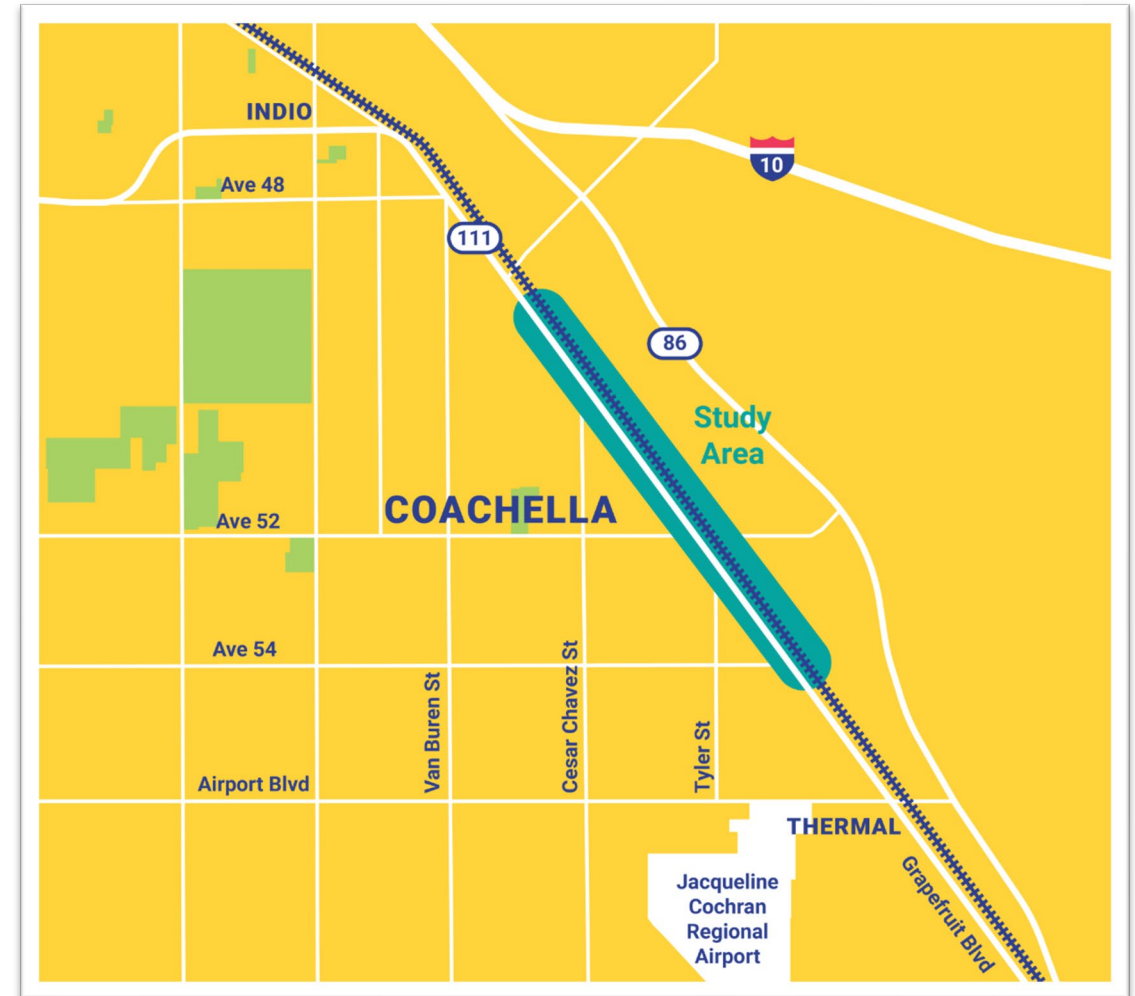 INDIO
10
Ave 48
111
86
Study
Area
COACHELLA
Ave 52
Ave 54
Van Buren St
Cesar Chavez St
Tyler St
Airport Blvd
THERMAL
Jacqueline
Cochran
Regional
Airport
Grapefruit Blvd